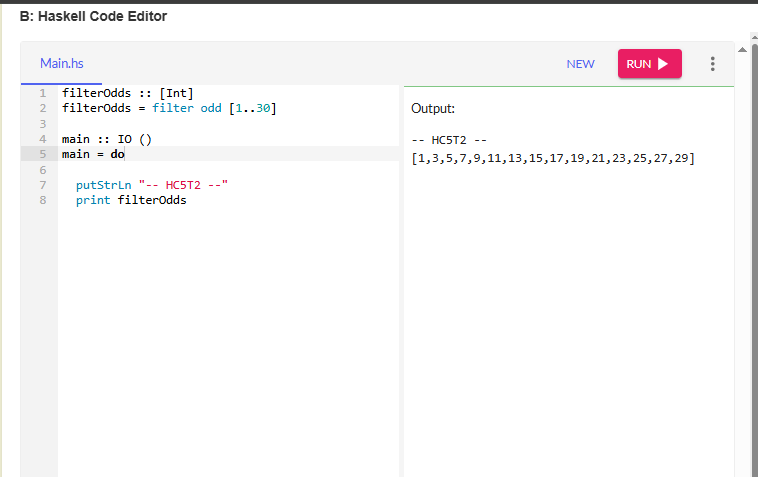 B: Haskell Code Editor
Main.hs
NEW
RUN
1 filterOdds :: [Int]
2 filterOdds = filter odd [1..30]
3
4 main :: IO ()
5 main = do
6
7   putStrLn "-- HC5T2 --"
8   print filterOdds
Output:
-- HC5T2 --
[1,3,5,7,9,11,13,15,17,19,21,23,25,27,29]